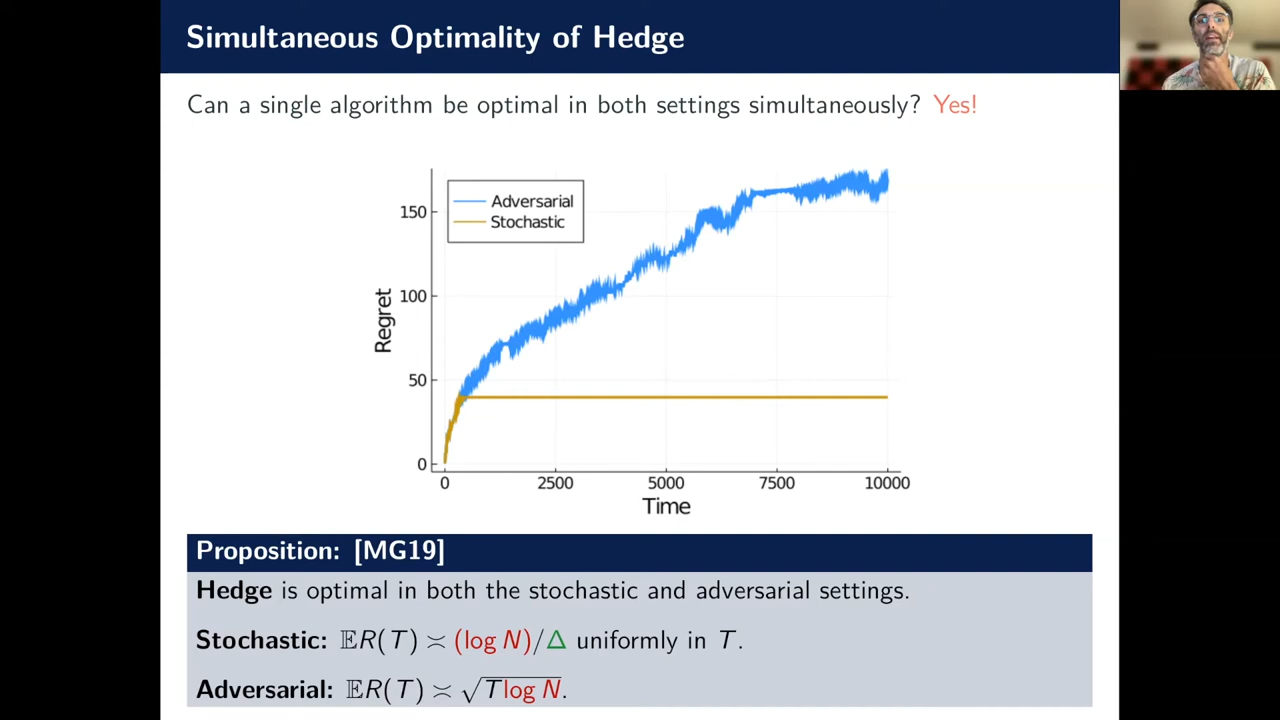 Simultaneous Optimality of Hedge
Can a single algorithm be optimal in both settings simultaneously? Yes!
Adversarial
Stochastic
150
100
50
0
Regret
0 2500 5000 7500 10000
Time
Proposition: [MG19]
Hedge is optimal in both the stochastic and adversarial settings.
Stochastic: 𝔼R(T) ≍ (log N)/Δ uniformly in T.
Adversarial: 𝔼R(T) ≍ √(T log N).